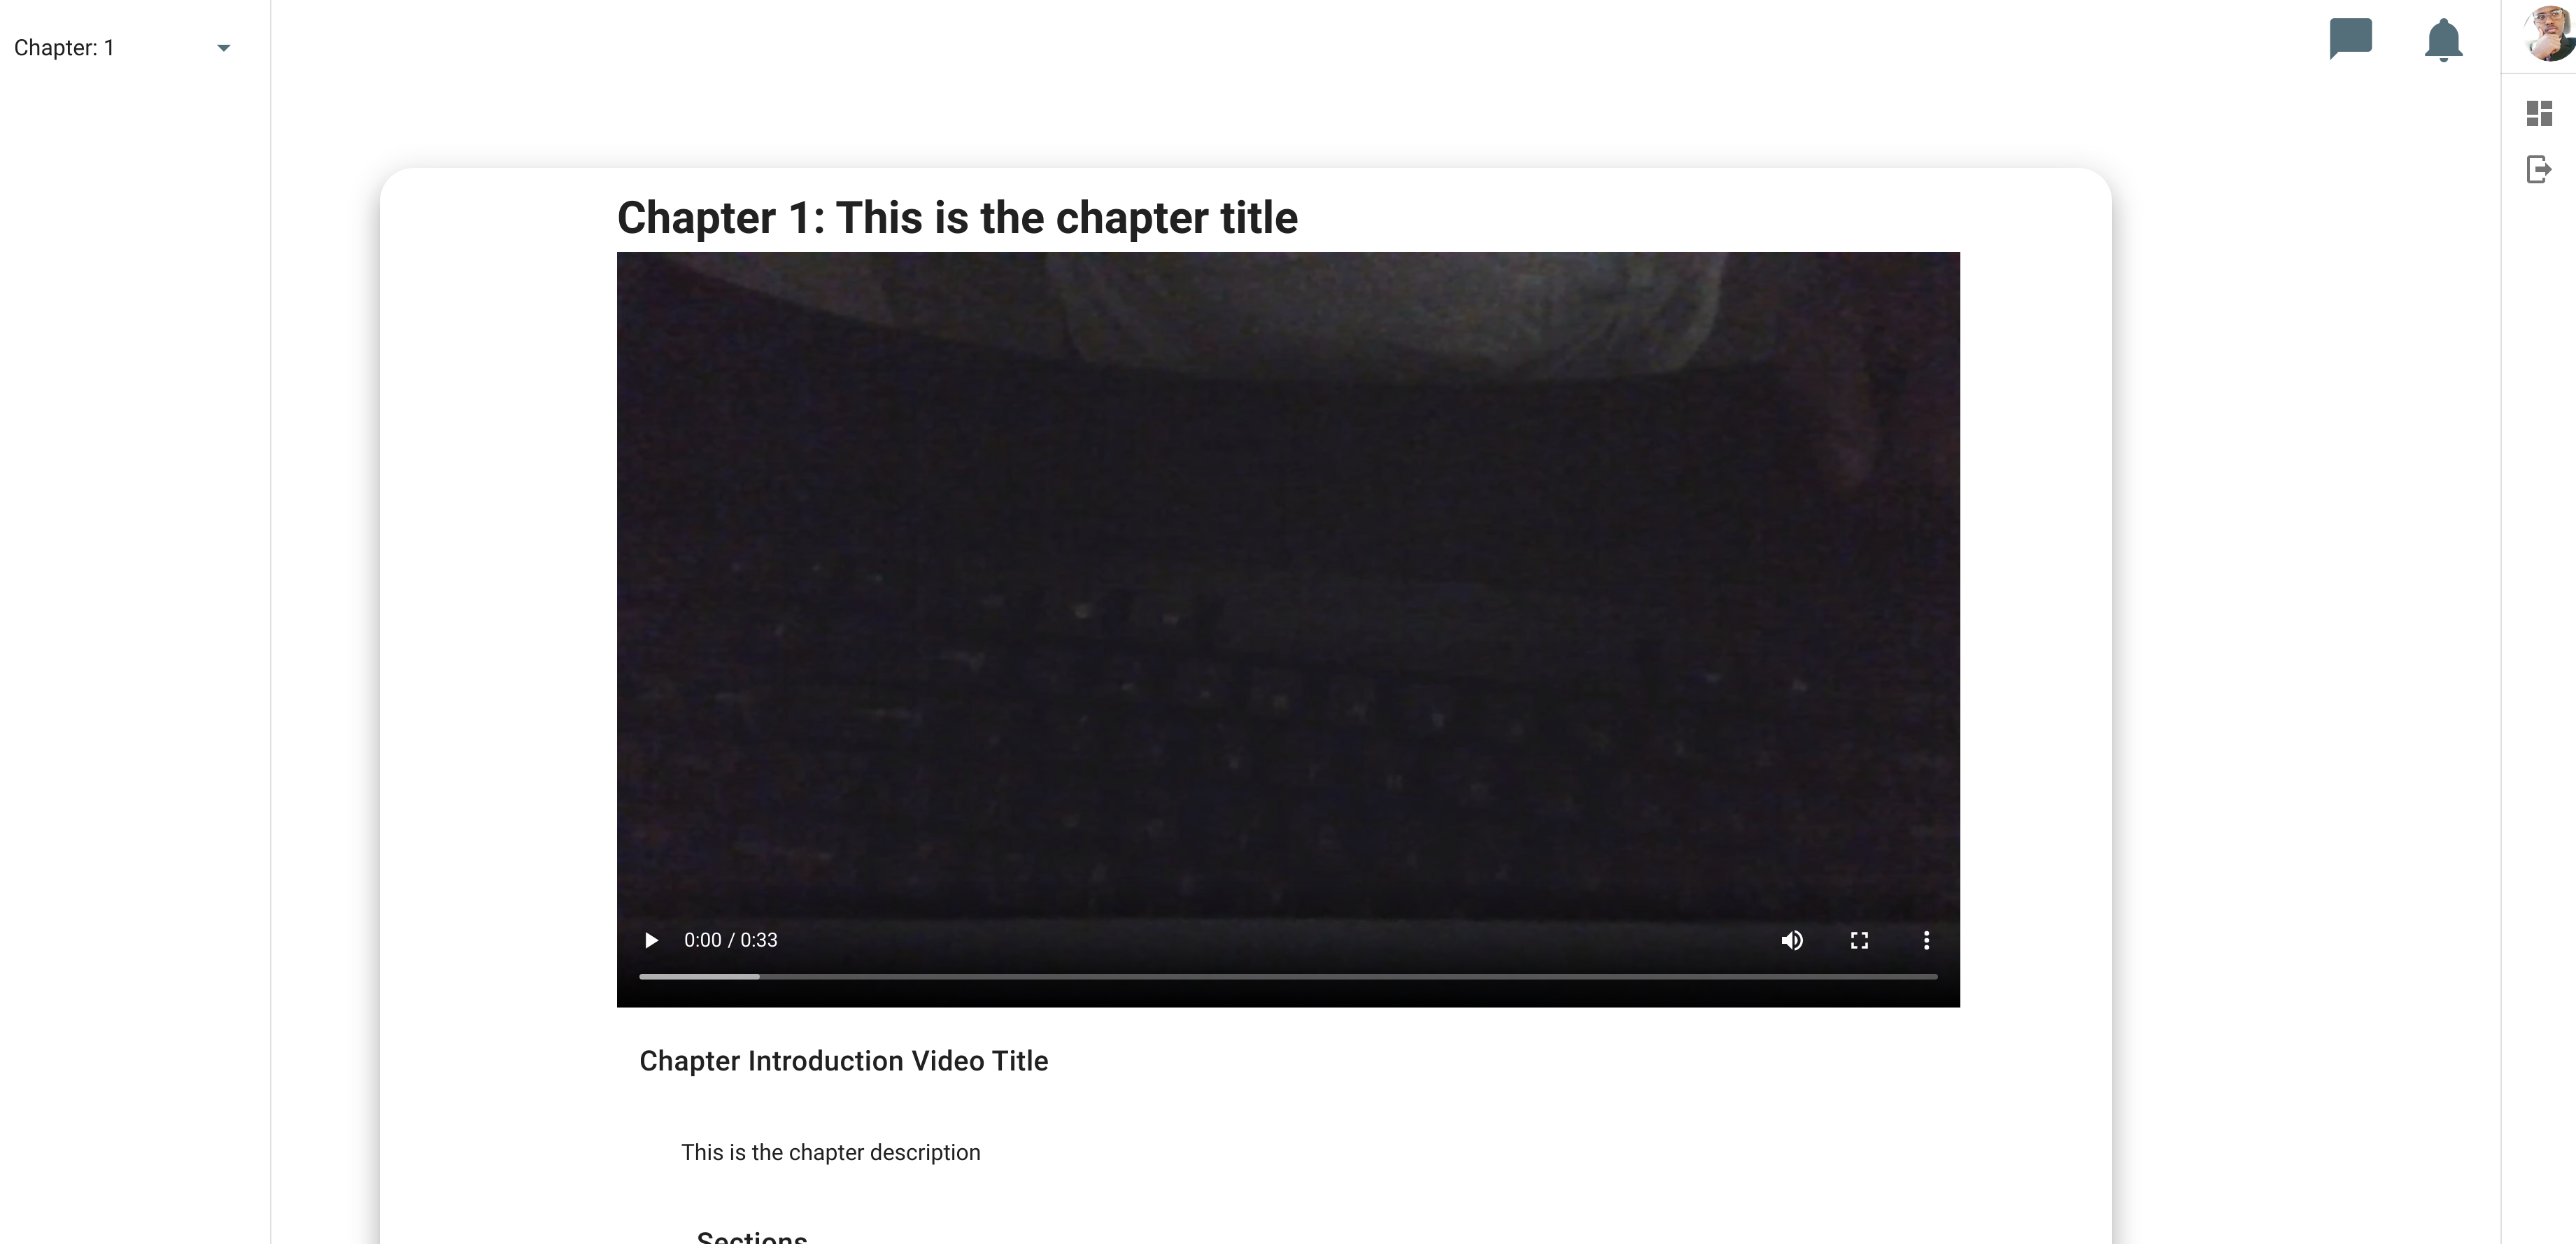 Chapter: 1
Chapter 1: This is the chapter title
0:00 / 0:33
Chapter Introduction Video Title
This is the chapter description
Sections